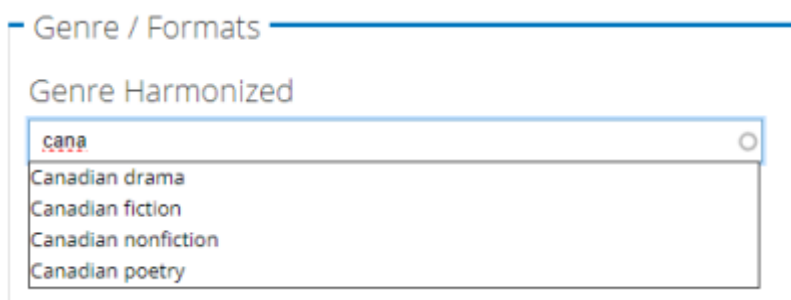 Genre / Formats
Genre Harmonized
cana
Canadian drama
Canadian fiction
Canadian nonfiction
Canadian poetry